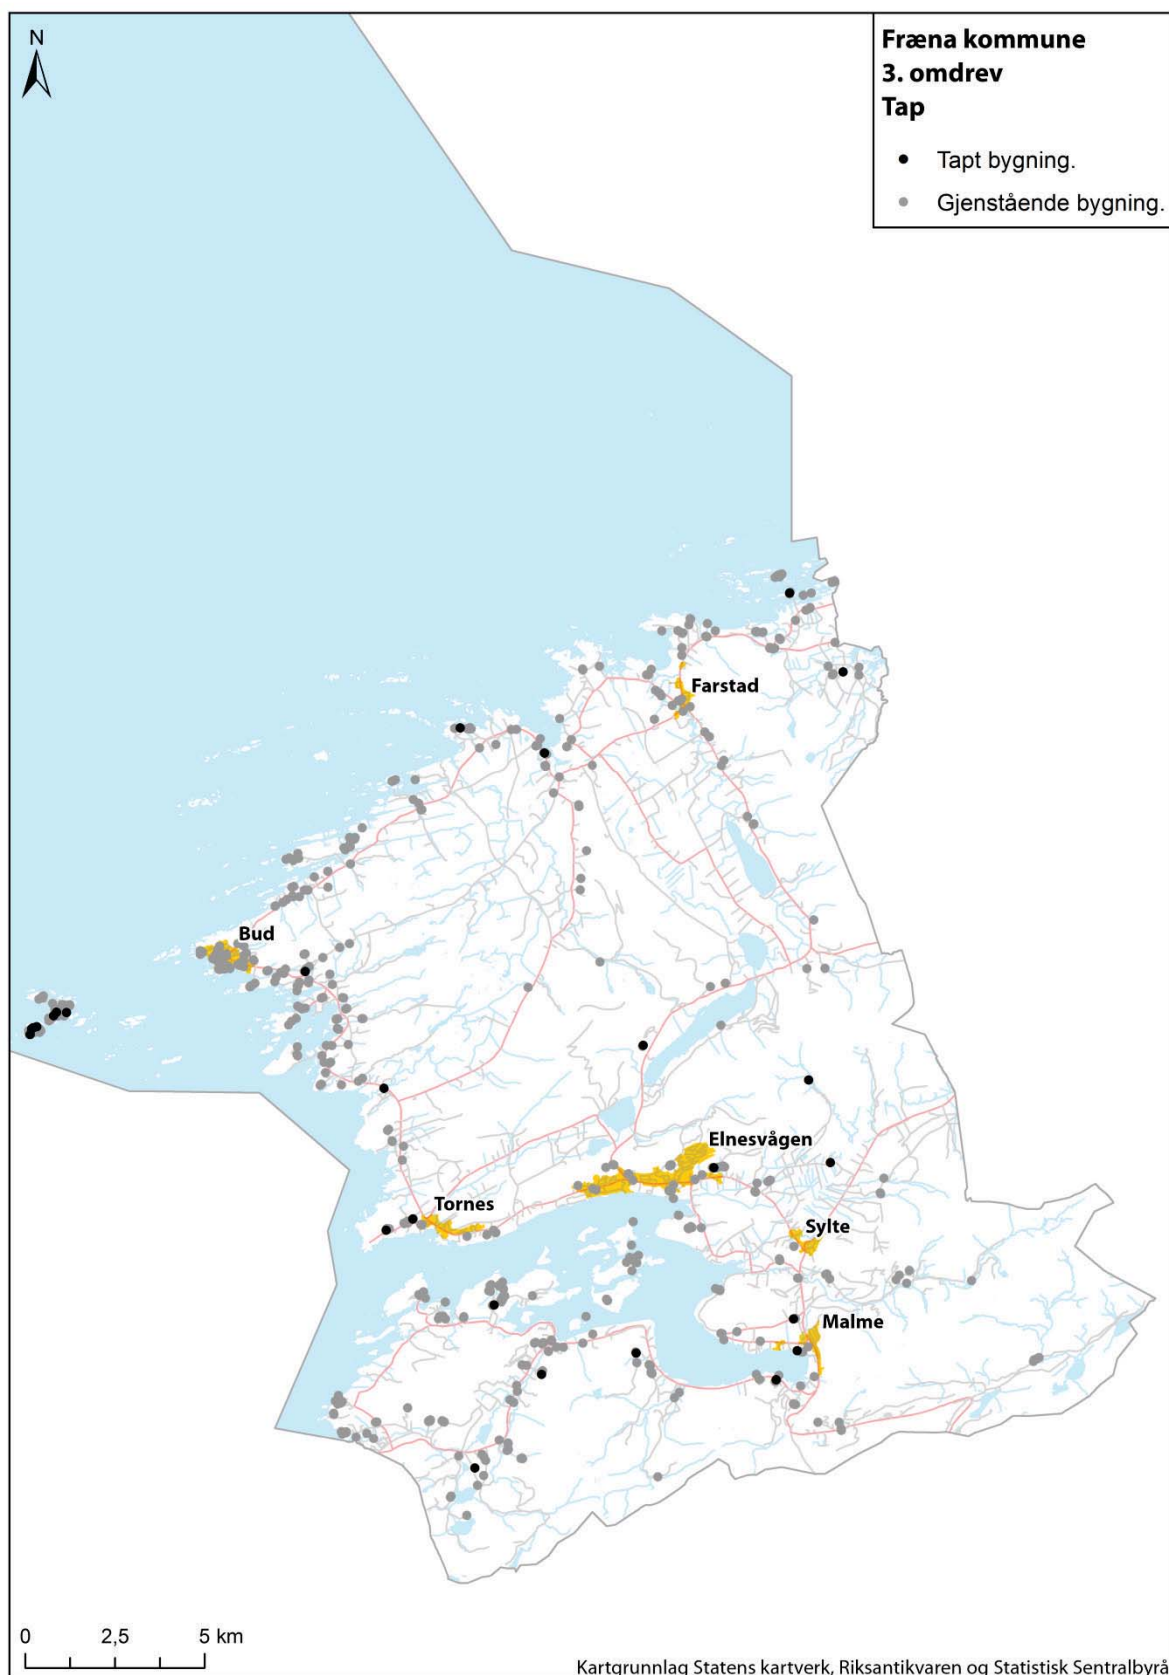 N
Fræna kommune
3. omdrev
Tap
Tapt bygning.
Gjenstående bygning.
Farstad
Bud
Elnesvågen
Tornes
Sylte
Malme
0 2,5 5 km
Kartgrunnlag Statens kartverk, Riksantikvaren og Statistisk Sentralbyrå